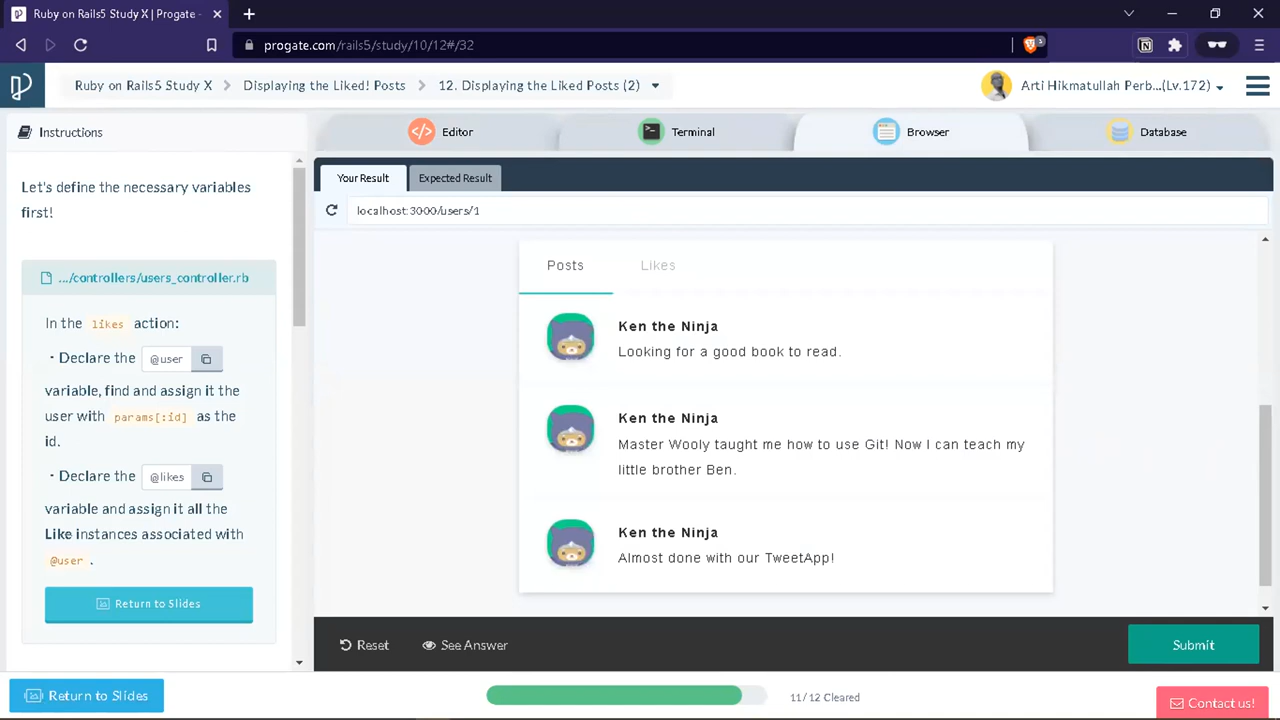 Ruby on Rails5 Study X | Progate -
progate.com/rails5/study/10/12#/32
3
Ruby on Rails5 Study X
Displaying the Liked! Posts
12. Displaying the Liked Posts (2)
Arti Hikmatullah Perb...(Lv.172)
Instructions
Editor
Terminal
Browser
Database
Let's define the necessary variables
first!
.../controllers/users_controller.rb
In the likes action:
・Declare the @user
variable, find and assign it the
user with params[:id] as the
id.
・Declare the @likes
variable and assign it all the
Like instances associated with
@user.
Return to Slides
Your Result
Expected Result
localhost:3000/users/1
Posts
Likes
Ken the Ninja
Looking for a good book to read.
Ken the Ninja
Master Wooly taught me how to use Git! Now I can teach my
little brother Ben.
Ken the Ninja
Almost done with our TweetApp!
Reset
See Answer
Submit
Return to Slides
11/12 Cleared
Contact us!